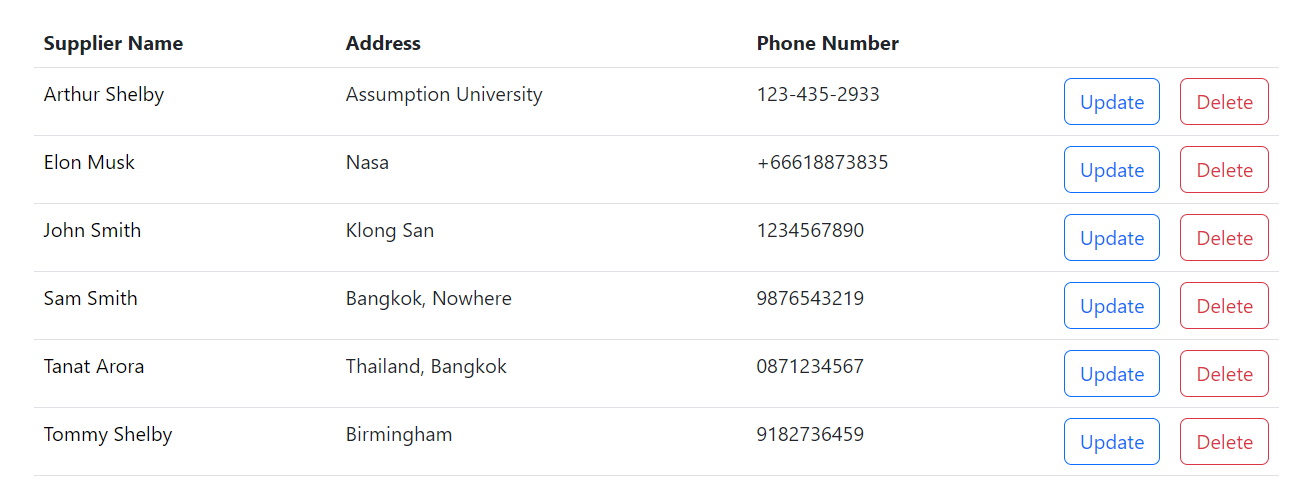 Supplier Name Address Phone Number
Arthur Shelby Assumption University 123-435-2933 Update Delete
Elon Musk Nasa +66618873835 Update Delete
John Smith Klong San 1234567890 Update Delete
Sam Smith Bangkok, Nowhere 9876543219 Update Delete
Tanat Arora Thailand, Bangkok 0871234567 Update Delete
Tommy Shelby Birmingham 9182736459 Update Delete